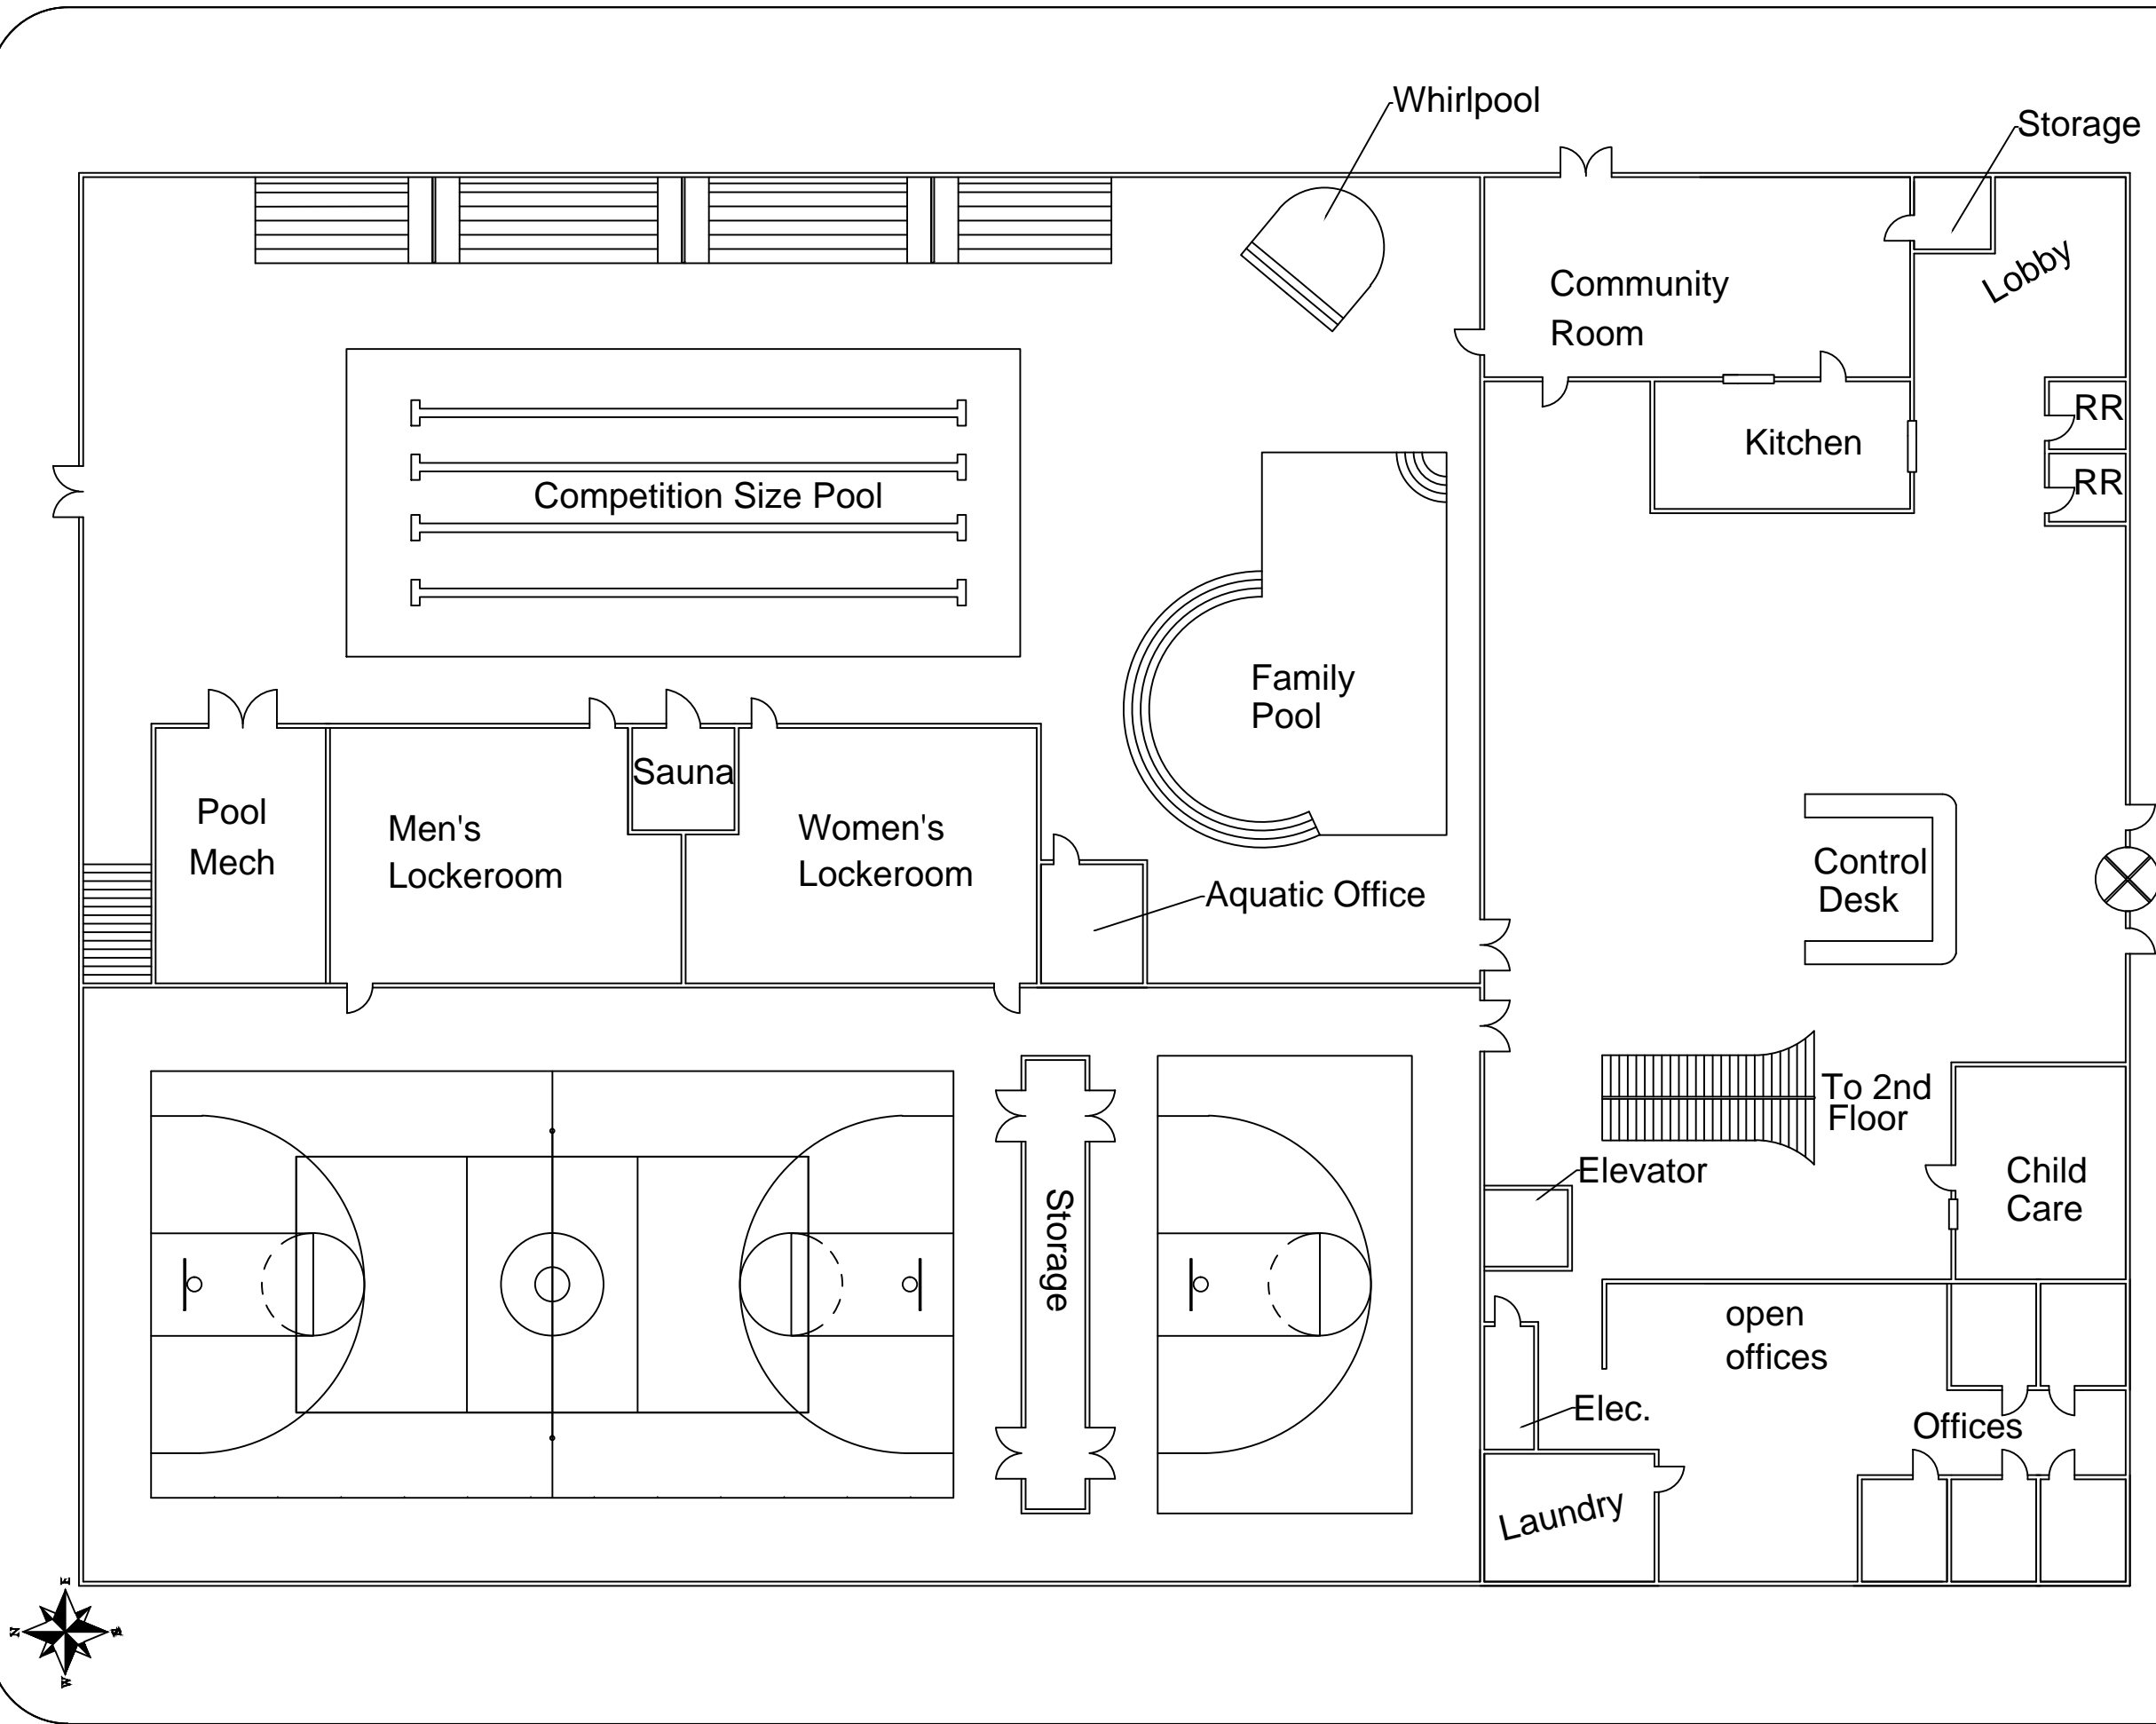 Whirlpool
Storage
Community
Room
Lobby
RR
Kitchen
RR
Competition Size Pool
Family
Pool
Sauna
Pool
Mech
Men's
Lockeroom
Women's
Lockeroom
Aquatic Office
Control
Desk
To 2nd
Floor
Elevator
Child
Care
Storage
open
offices
Elec.
Offices
Laundry
E
N
W